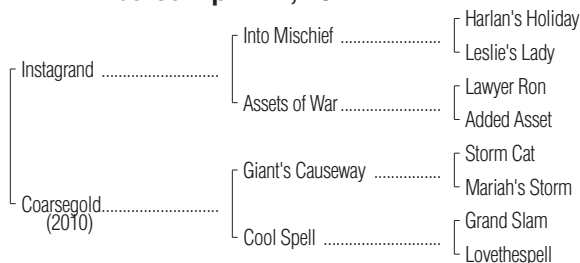 Harlan's Holiday
Into Mischief ........................
Leslie's Lady
Instagrand ............................
Lawyer Ron
Assets of War ........................
Added Asset
Storm Cat
Giant's Causeway ................
Mariah's Storm
Coarsegold............................
(2010)
Grand Slam
Cool Spell ............................
Lovethespell